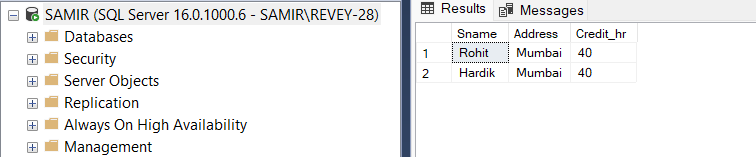 SAMIR (SQL Server 16.0.1000.6 - SAMIR\REVEY-28)
Databases
Security
Server Objects
Replication
Always On High Availability
Management
Results Messages
Sname Address Credit_hr
1 Rohit Mumbai 40
2 Hardik Mumbai 40